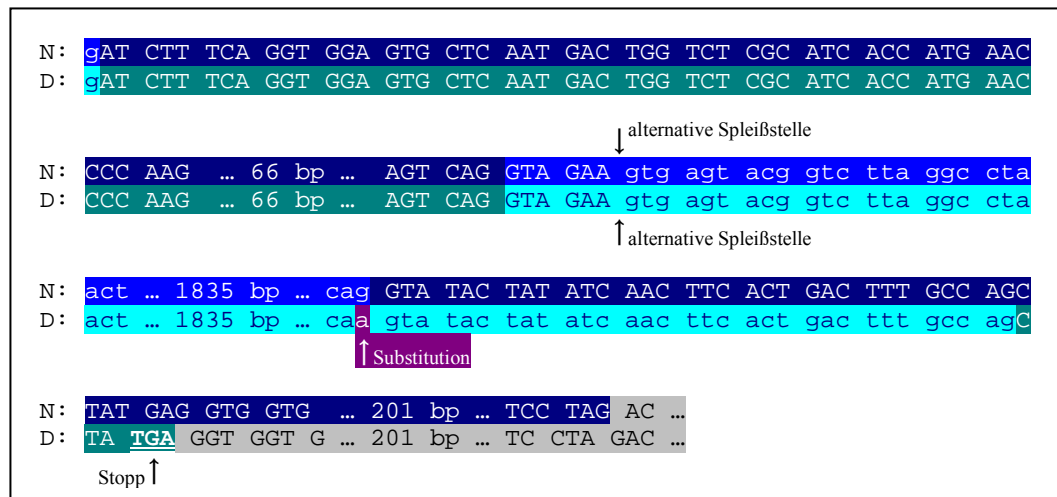 N: gAT CTT TCA GGT GGA GTG CTC AAT GAC TGG TCT CGC ATC ACC ATG AAC
D: gAT CTT TCA GGT GGA GTG CTC AAT GAC TGG TCT CGC ATC ACC ATG AAC
↓ alternative Spleißstelle
N: CCC AAG … 66 bp … AGT CAG GTA GAA gtg agt acg gtc tta ggc cta
D: CCC AAG … 66 bp … AGT CAG GTA GAA gtg agt acg gtc tta ggc cta
↑ alternative Spleißstelle
N: act … 1835 bp … cag GTA TAC TAT ATC AAC TTC ACT GAC TTT GCC AGC
D: act … 1835 bp … caa gta tac tat atc aac ttc act gac ttt gcc agC
↑ Substitution
N: TAT GAG GTG GTG … 201 bp … TCC TAG AC …
D: TA TGA GGT GGT G … 201 bp … TC CTA GAC …
Stopp ↑